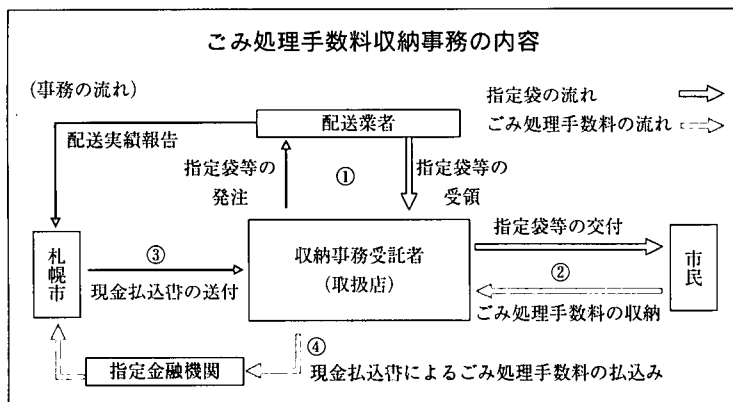 ごみ処理手数料収納事務の内容
(事務の流れ)
指定袋の流れ
ごみ処理手数料の流れ
配送業者
配送実績報告
指定袋等の
発注
①
指定袋等の
受領
札幌市
③
現金払込書の送付
収納事務受託者
(取扱店)
指定袋等の交付
②
ごみ処理手数料の収納
市民
④
現金払込書によるごみ処理手数料の払込み
指定金融機関